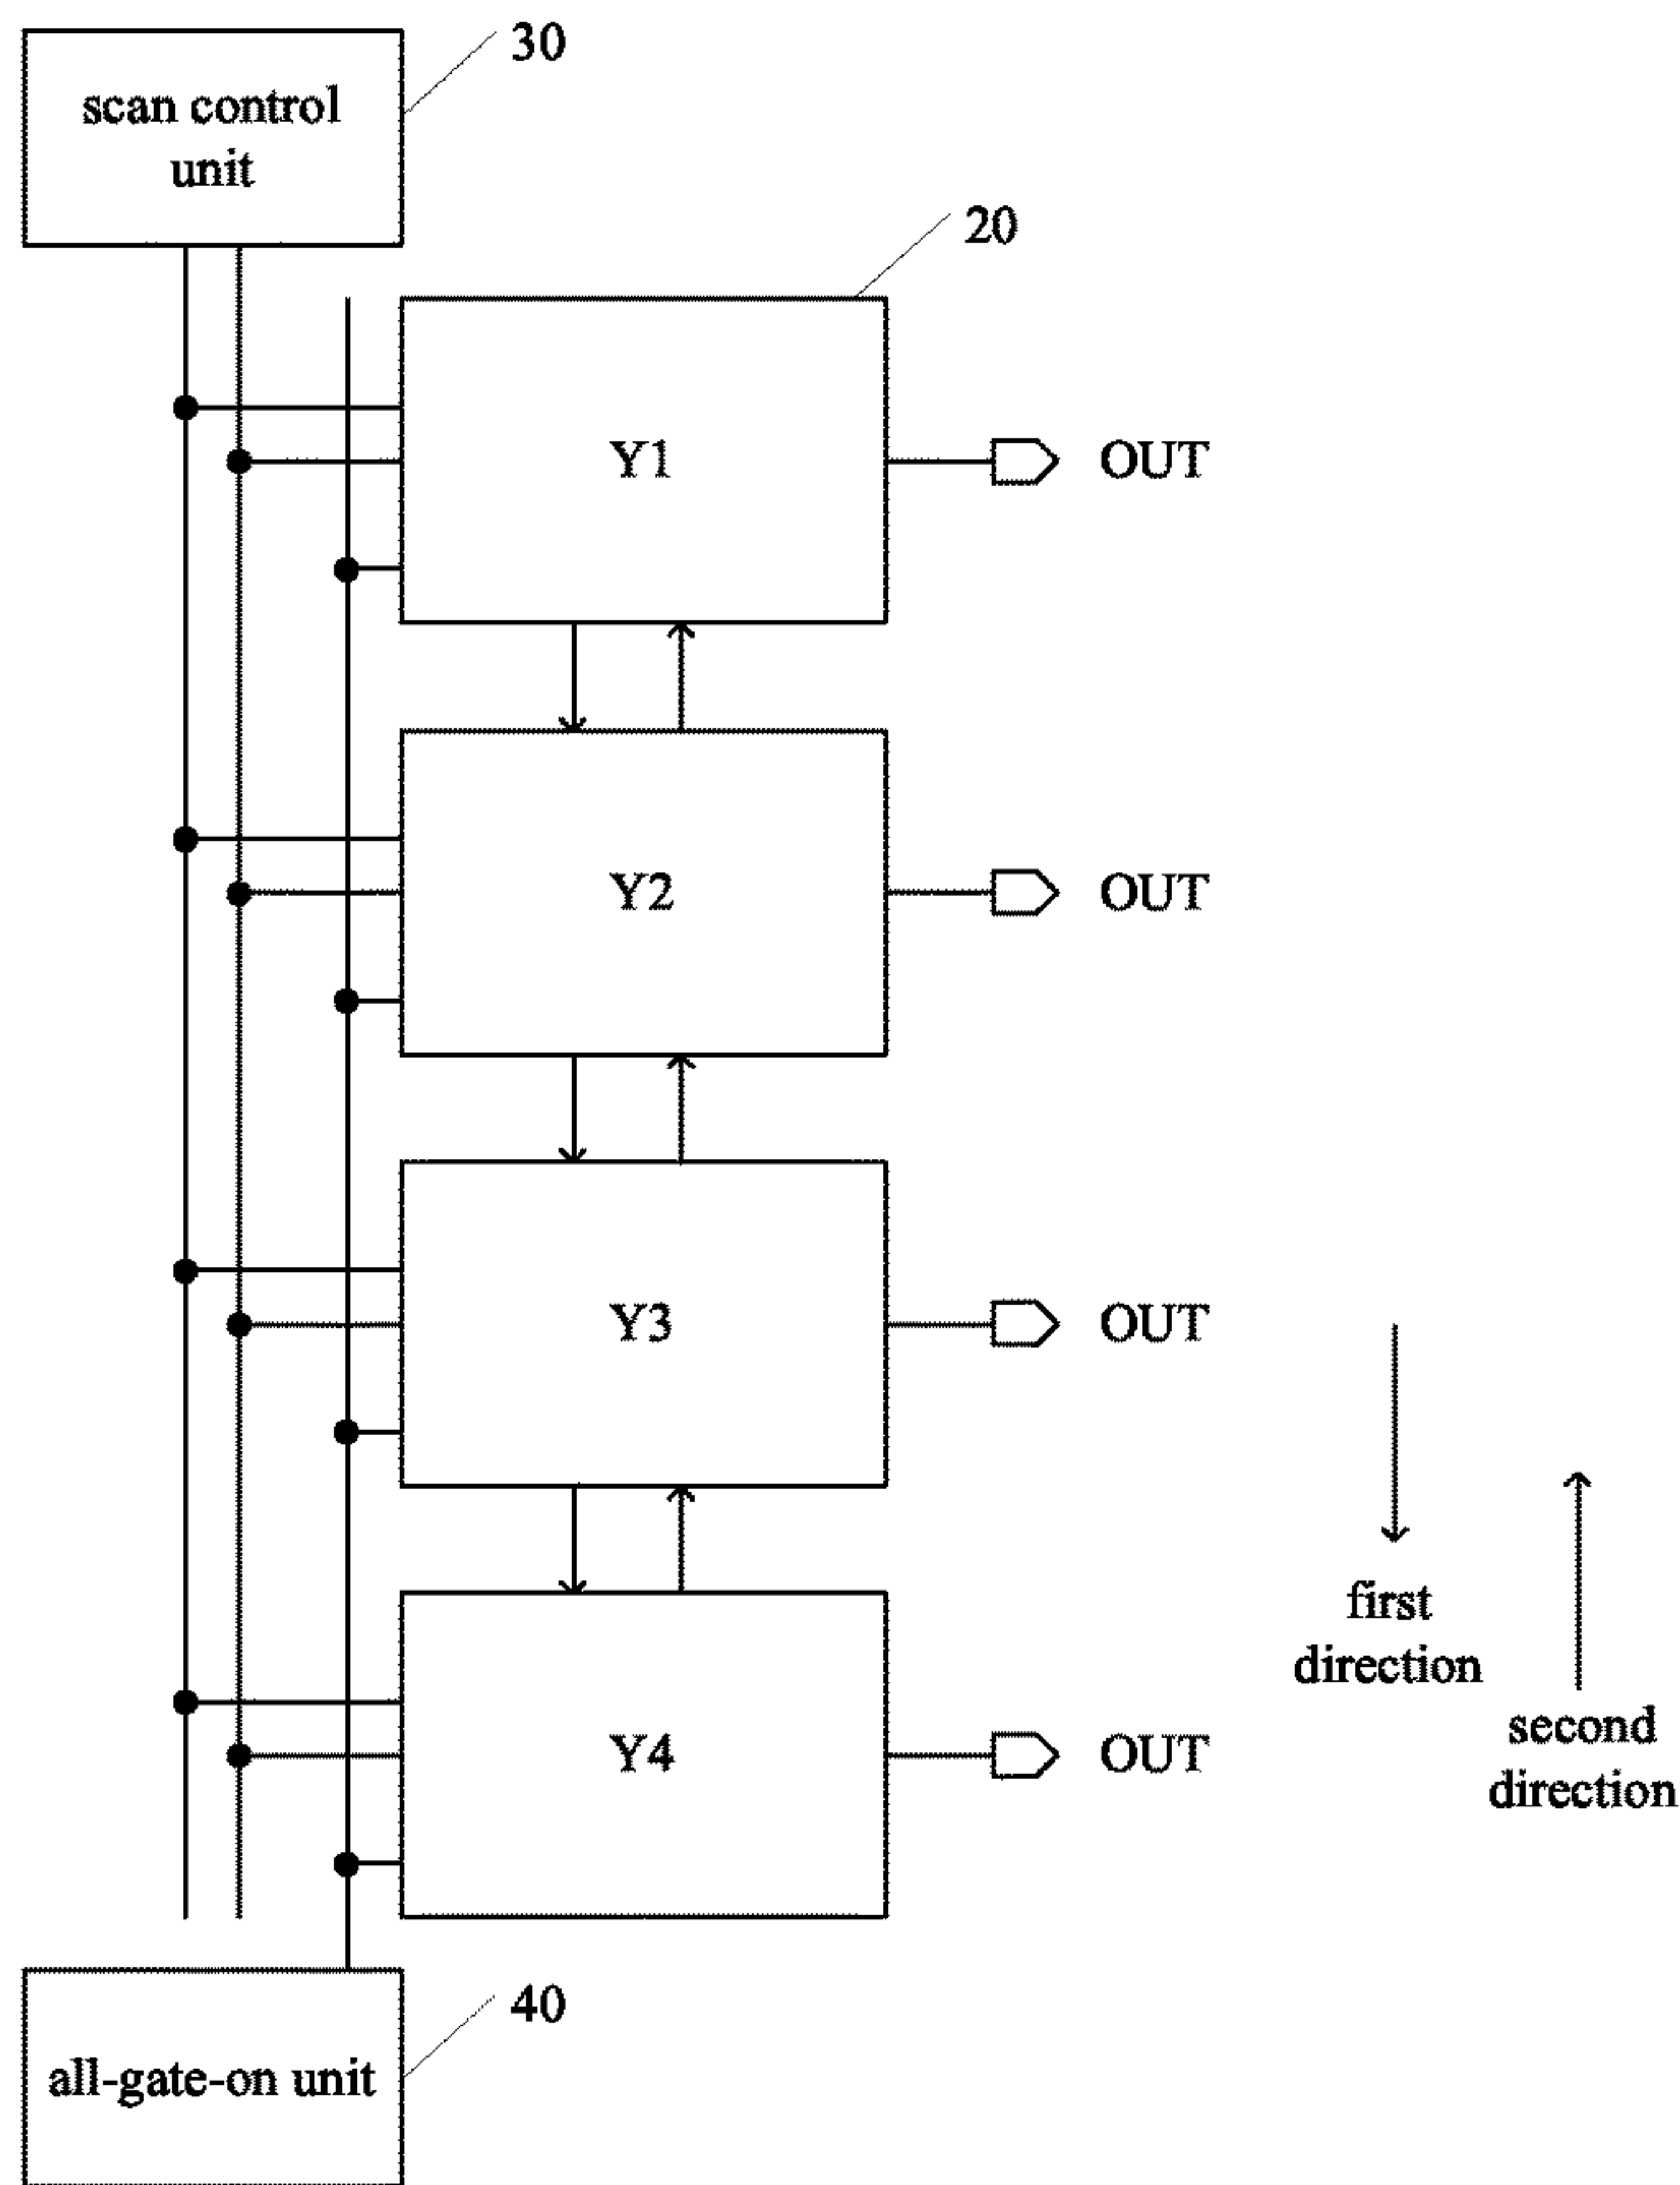 30
scan control
unit
20
Y1
OUT
Y2
OUT
Y3
OUT
first
direction
Y4
OUT
second
direction
40
all-gate-on unit